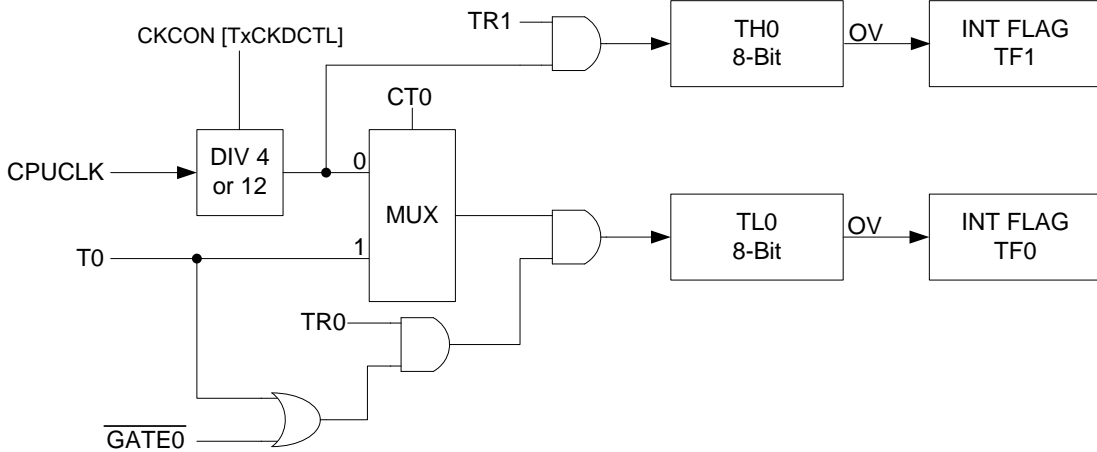 TR1
TH0
8-Bit
OV
INT FLAG
TF1
CKCON [TxCKDCTL]
CT0
CPUCLK
DIV 4
or 12
0
MUX
1
T0
TL0
8-Bit
OV
INT FLAG
TF0
TR0
GATE0